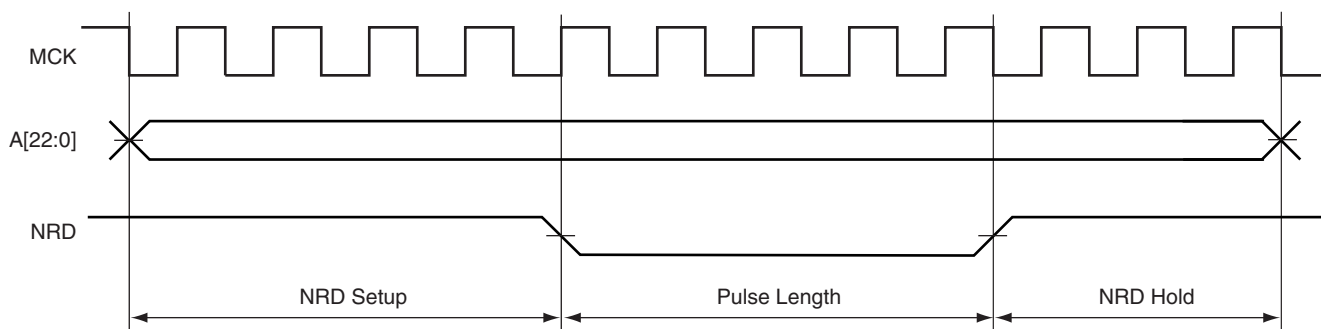 MCK
A[22:0]
NRD
NRD Setup
Pulse Length
NRD Hold